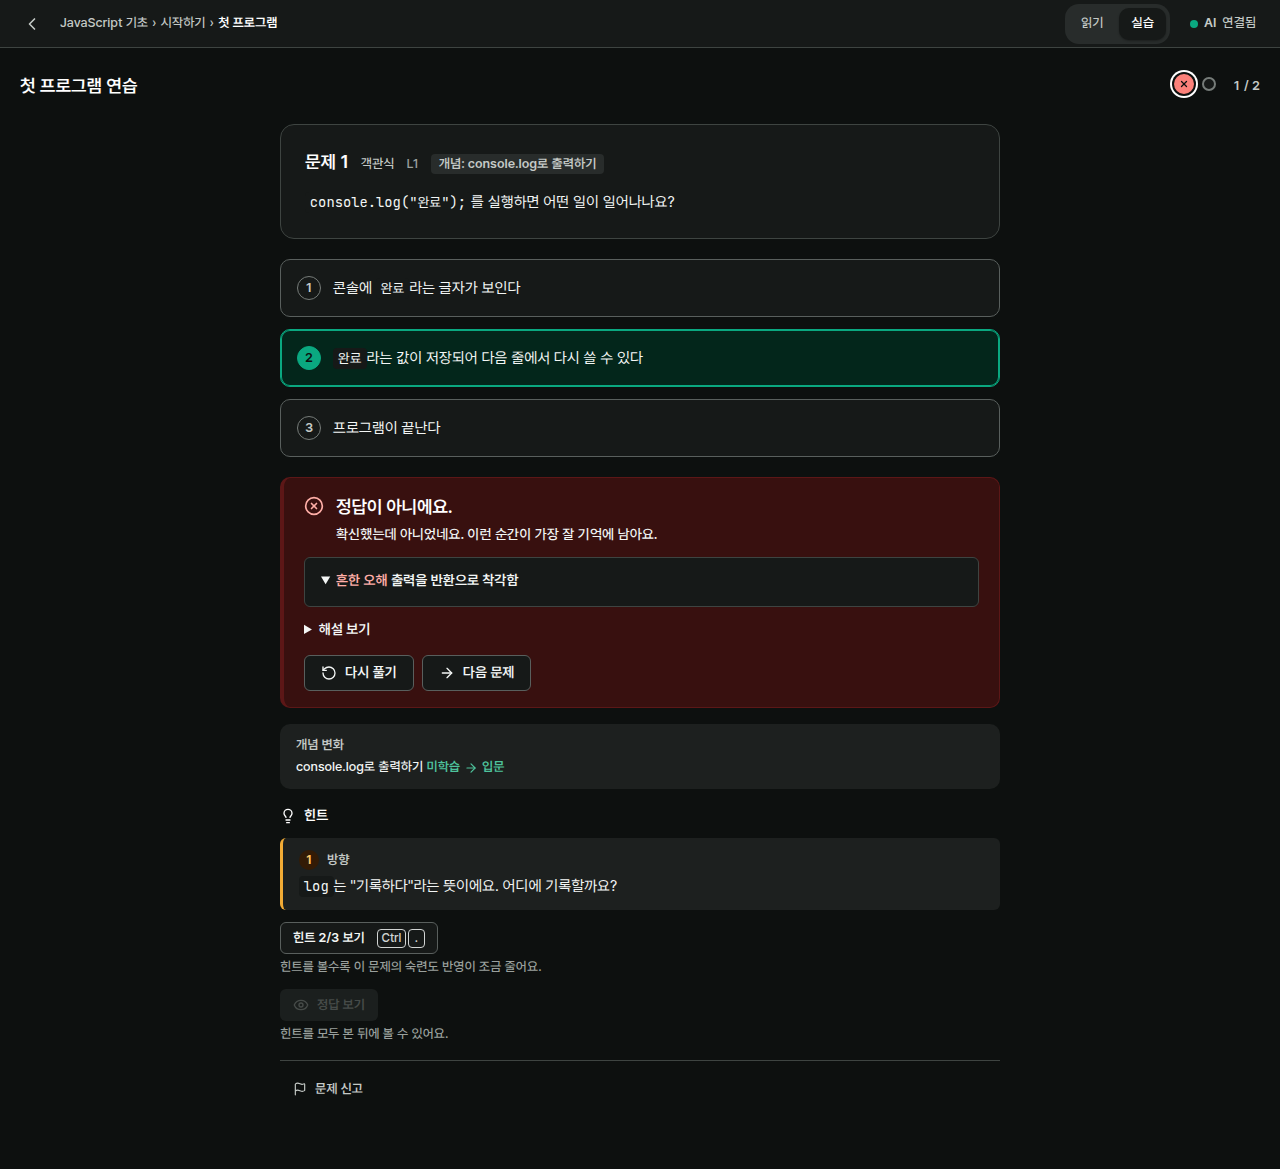 JavaScript 기초 › 시작하기 › 첫 프로그램
읽기 실습 AI 연결됨
첫 프로그램 연습
1 / 2
문제 1 객관식 L1 개념: console.log로 출력하기
console.log("완료"); 를 실행하면 어떤 일이 일어나나요?
1 콘솔에 완료 라는 글자가 보인다
2 완료 라는 값이 저장되어 다음 줄에서 다시 쓸 수 있다
3 프로그램이 끝난다
정답이 아니에요.
확신했는데 아니었네요. 이런 순간이 가장 잘 기억에 남아요.
▼ 흔한 오해 출력을 반환으로 착각함
▶ 해설 보기
다시 풀기 → 다음 문제
개념 변화
console.log로 출력하기 미학습 → 입문
힌트
1 방향
log 는 "기록하다"라는 뜻이에요. 어디에 기록할까요?
힌트 2/3 보기 Ctrl .
힌트를 볼수록 이 문제의 숙련도 반영이 조금 줄어요.
정답 보기
힌트를 모두 본 뒤에 볼 수 있어요.
문제 신고